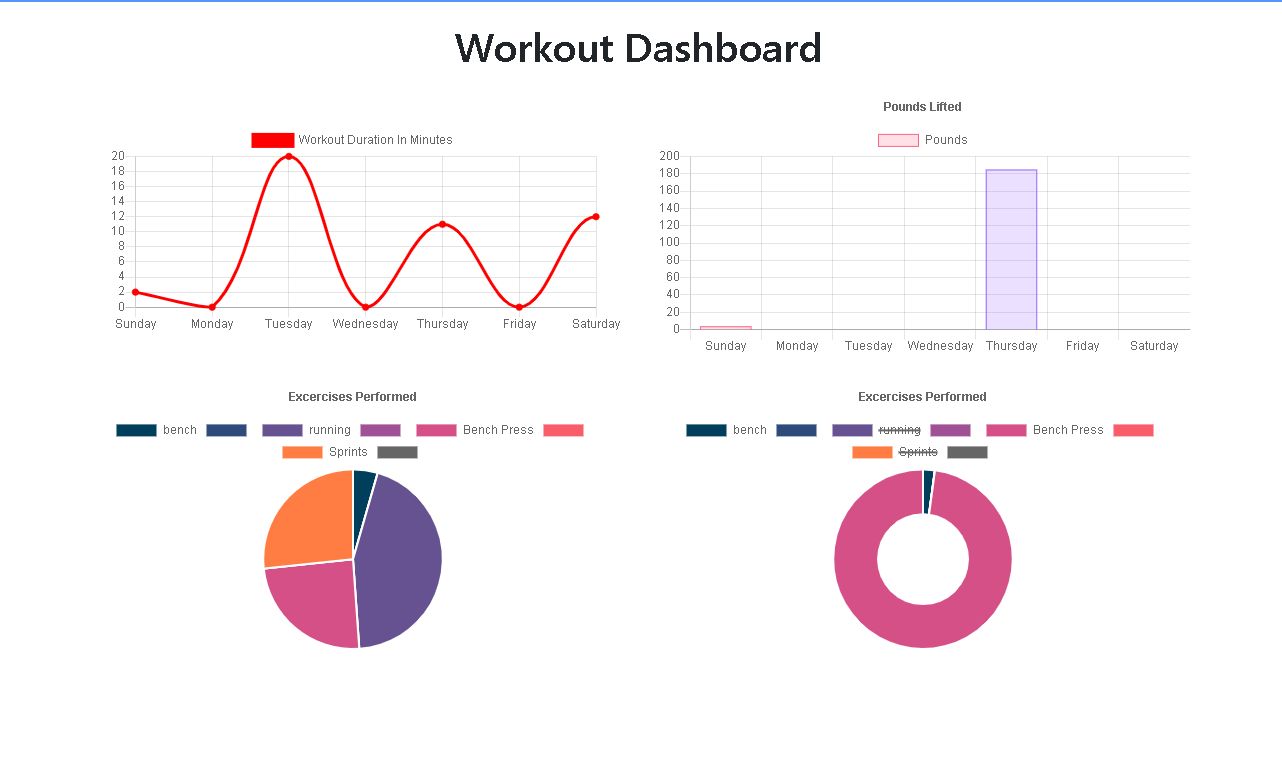 Workout Dashboard
Workout Duration In Minutes
20
18
16
14
12
10
8
6
4
2
0
Sunday Monday Tuesday Wednesday Thursday Friday Saturday
Pounds Lifted
Pounds
200
180
160
140
120
100
80
60
40
20
0
Sunday Monday Tuesday Wednesday Thursday Friday Saturday
Excercises Performed
bench running Bench Press
Sprints
Excercises Performed
bench running Bench Press
Sprints